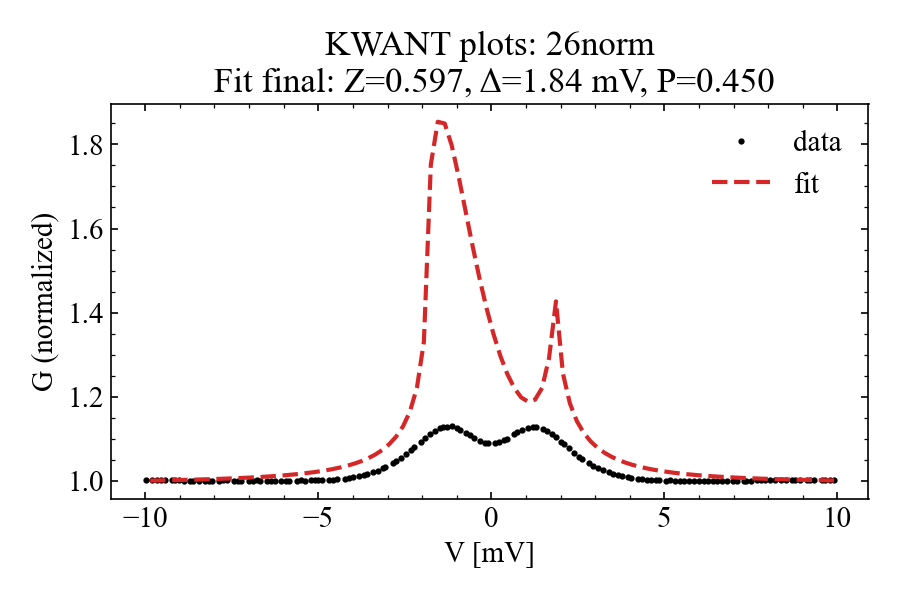 KWANT plots: 26norm
Fit final: Z=0.597, Δ=1.84 mV, P=0.450
data
fit
1.8
1.6
1.4
1.2
1.0
G (normalized)
−10
−5
0
5
10
V [mV]